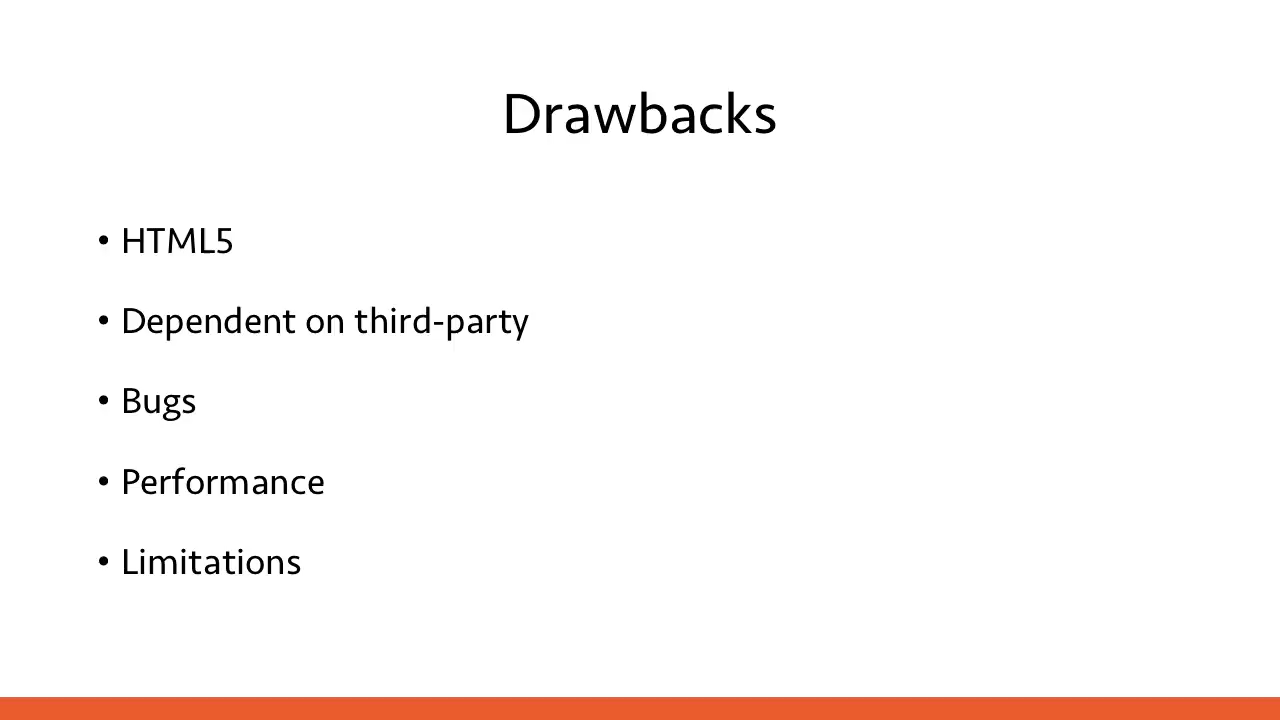 Drawbacks
• HTML5
• Dependent on third-party
• Bugs
• Performance
• Limitations